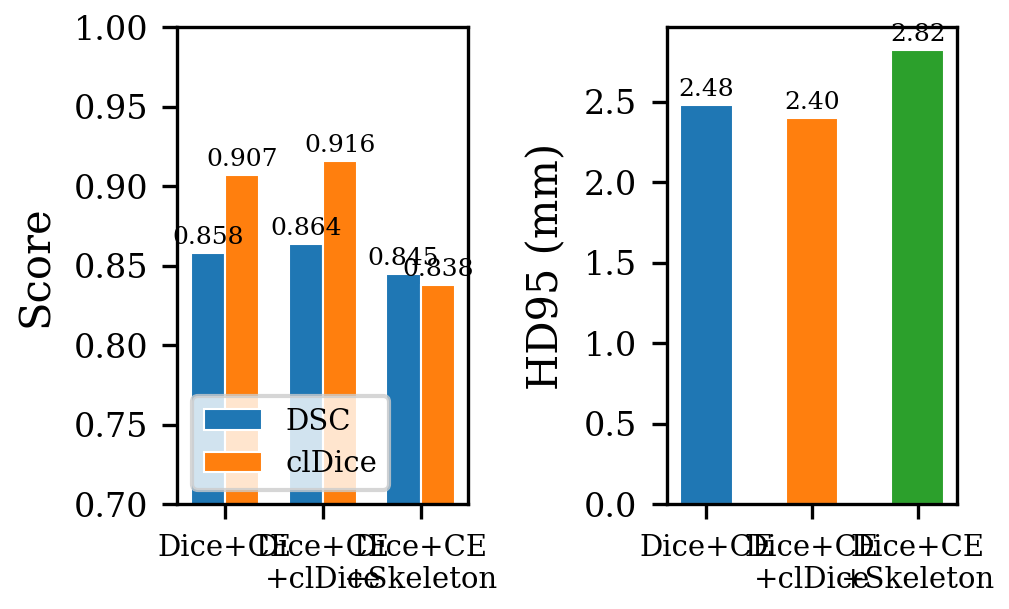 1.00
0.95
0.90
0.85
0.80
0.75
0.70
Score
0.858
0.907
0.864
0.916
0.845
0.838
DSC
clDice
Dice+CE
Dice+CE
+clDice
Dice+CE
+Skeleton
2.5
2.0
1.5
1.0
0.5
0.0
HD95 (mm)
2.48
2.40
2.82
Dice+CE
Dice+CE
+clDice
Dice+CE
+Skeleton